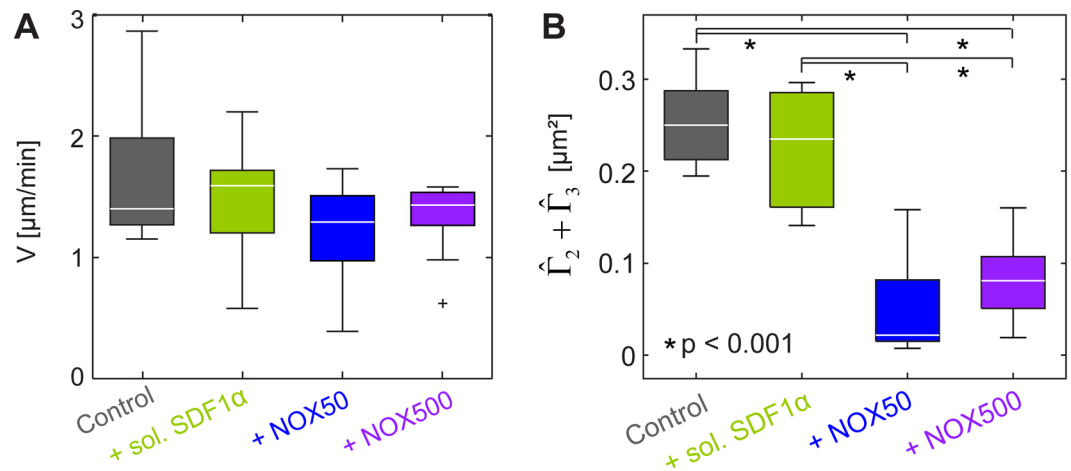 A
V [µm/min]
3
2
1
0
Control
+ sol. SDF1α
+ NOX50
+ NOX500
+
B
Γ̂₂ + Γ̂₃ [µm²]
0.3
0.2
0.1
0
* *
* *
* p < 0.001
Control
+ sol. SDF1α
+ NOX50
+ NOX500